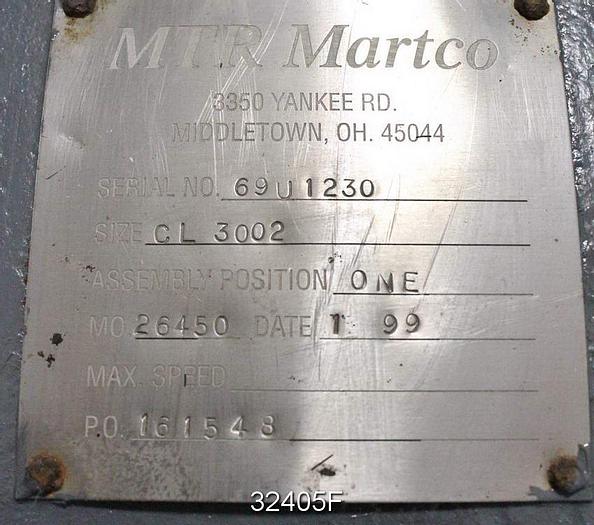 MTR Martco
3350 YANKEE RD.
MIDDLETOWN, OH. 45044
SERIAL NO. 69U1230
SIZE CL 3002
ASSEMBLY POSITION ONE
MO. 26450 DATE 1 99
MAX. SPEED
P.O. 161548
32405F